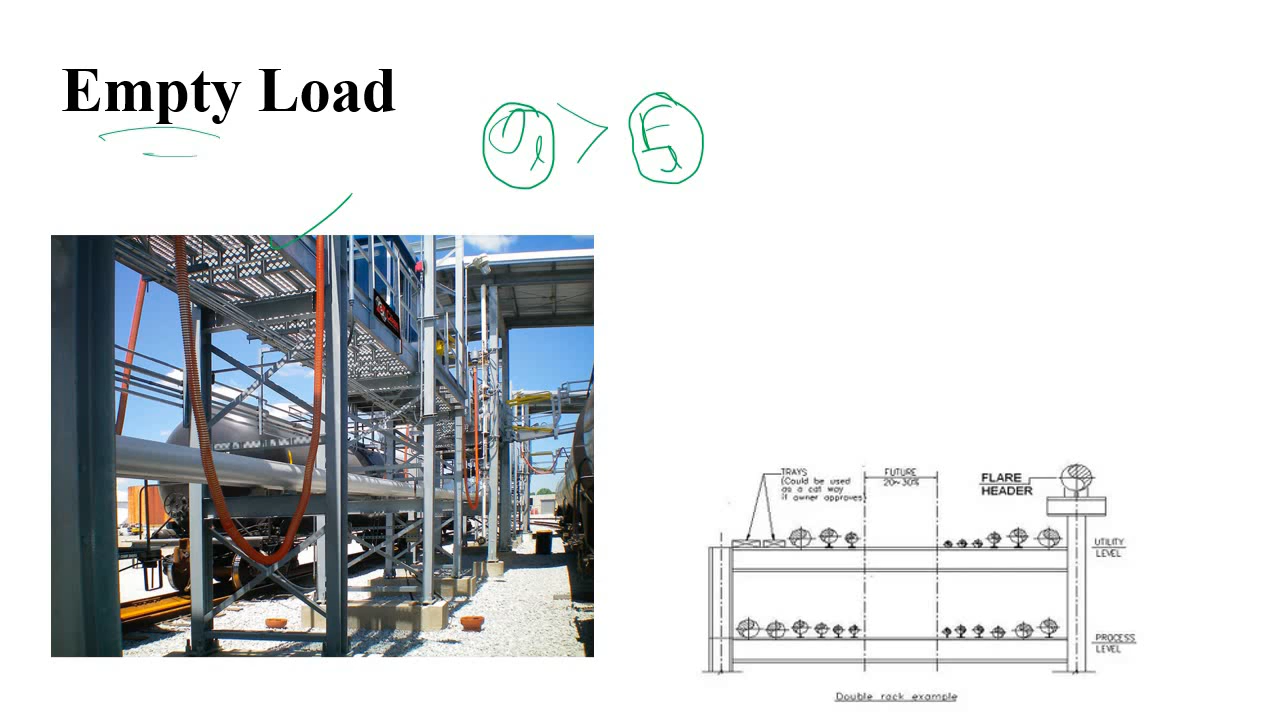 Empty Load
>
TRAYS
(Could be used
as a cat way
if owner approves)
FUTURE
20~30%
FLARE
HEADER
UTILITY
LEVEL
PROCESS
LEVEL
Double rack example